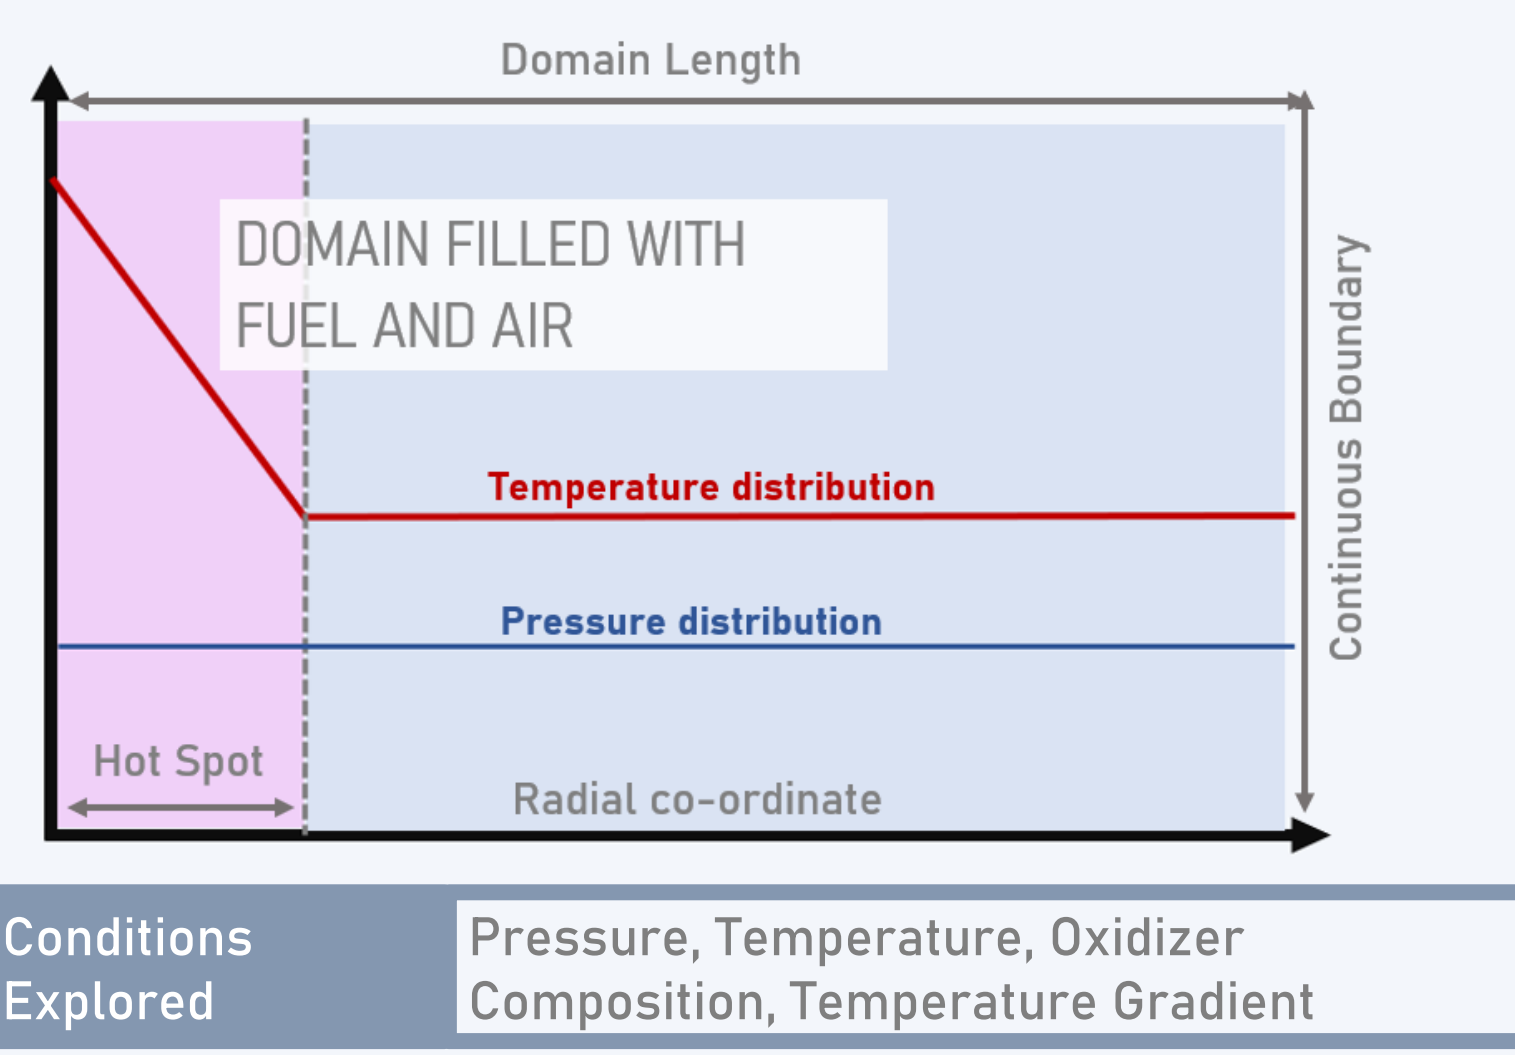 Domain Length
DOMAIN FILLED WITH
FUEL AND AIR
Temperature distribution
Pressure distribution
Continuous Boundary
Hot Spot
Radial co-ordinate
Conditions
Explored
Pressure, Temperature, Oxidizer
Composition, Temperature Gradient